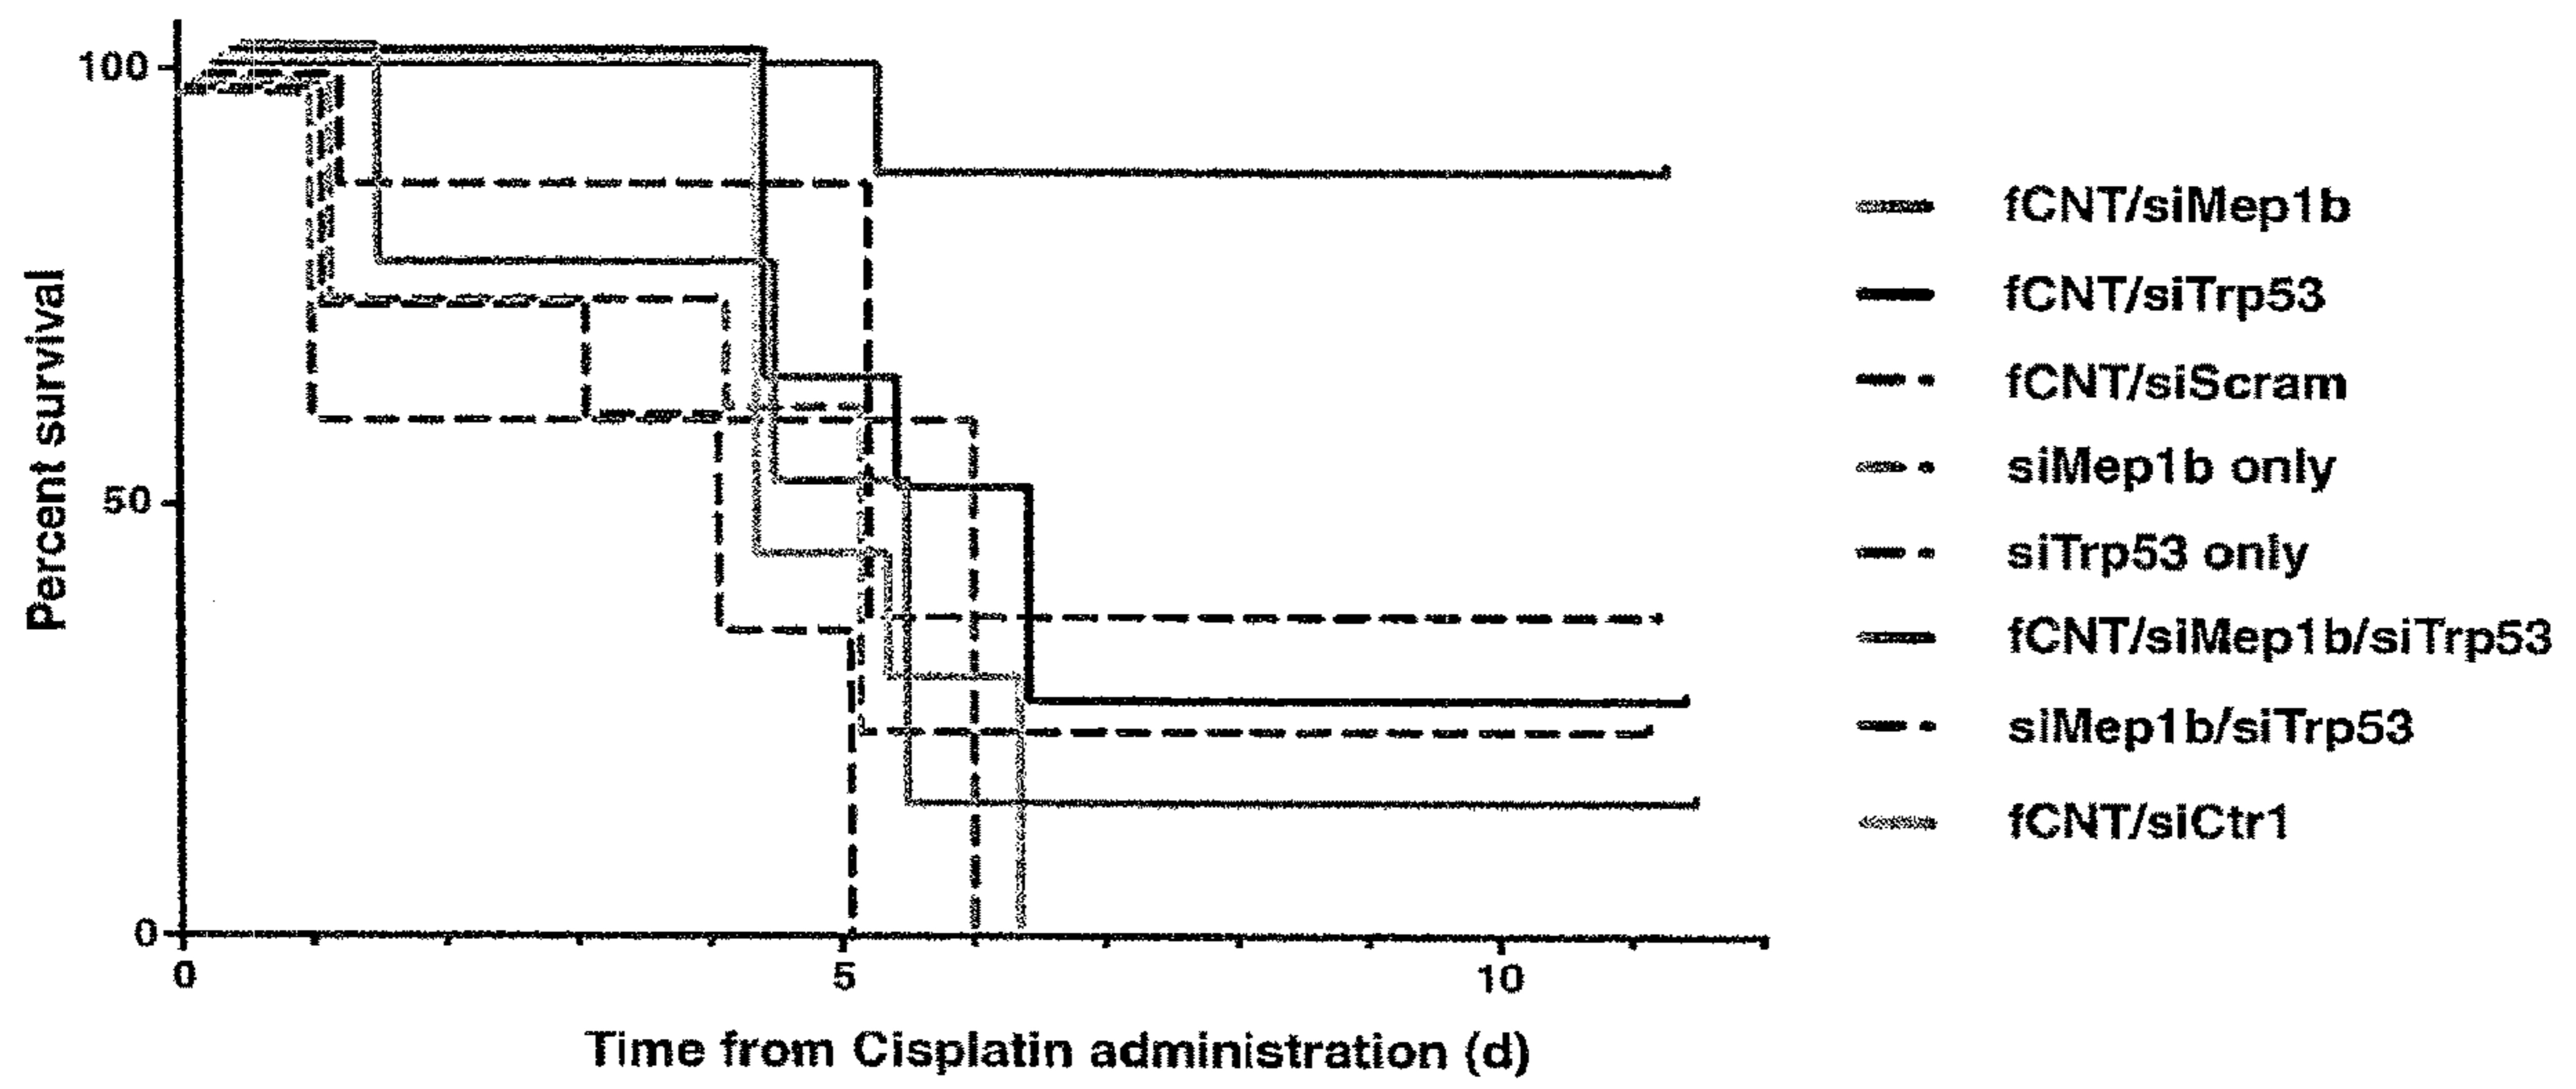 100
50
0
Percent survival
0
5
10
Time from Cisplatin administration (d)
fCNT/siMep1b
fCNT/siTrp53
fCNT/siScram
siMep1b only
siTrp53 only
fCNT/siMep1b/siTrp53
siMep1b/siTrp53
fCNT/siCtr1